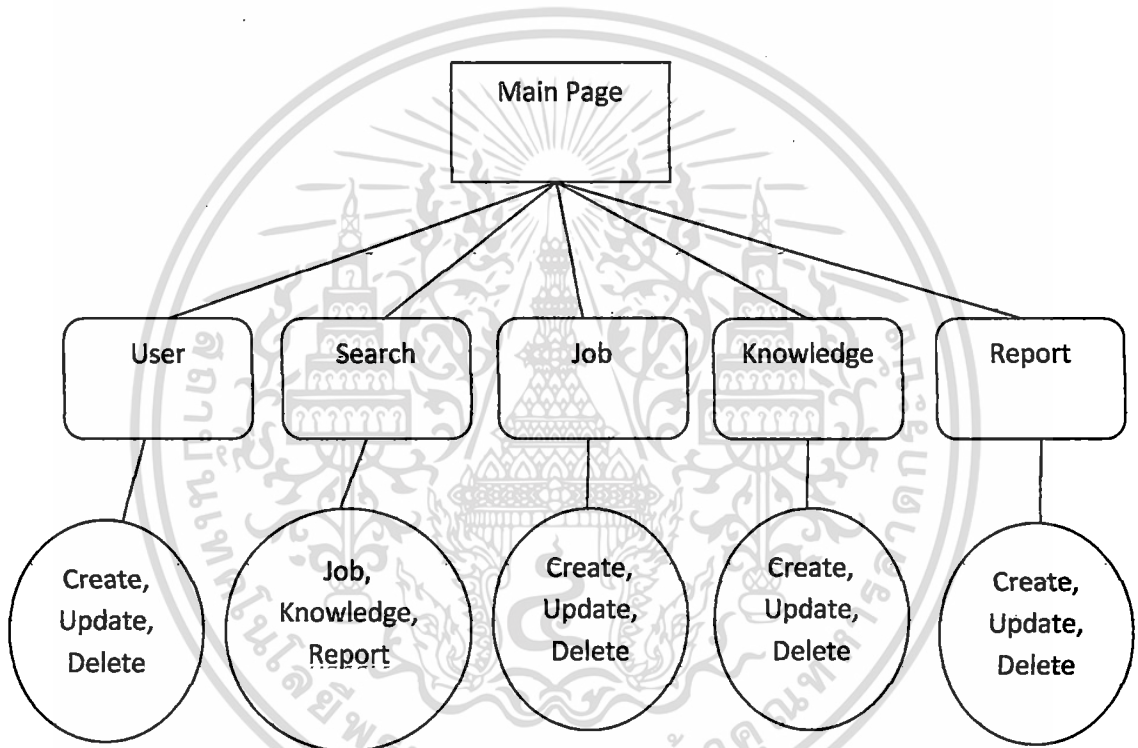 Main Page
User
Search
Job
Knowledge
Report
Create,
Update,
Delete
Job,
Knowledge,
Report
Create,
Update,
Delete
Create,
Update,
Delete
Create,
Update,
Delete